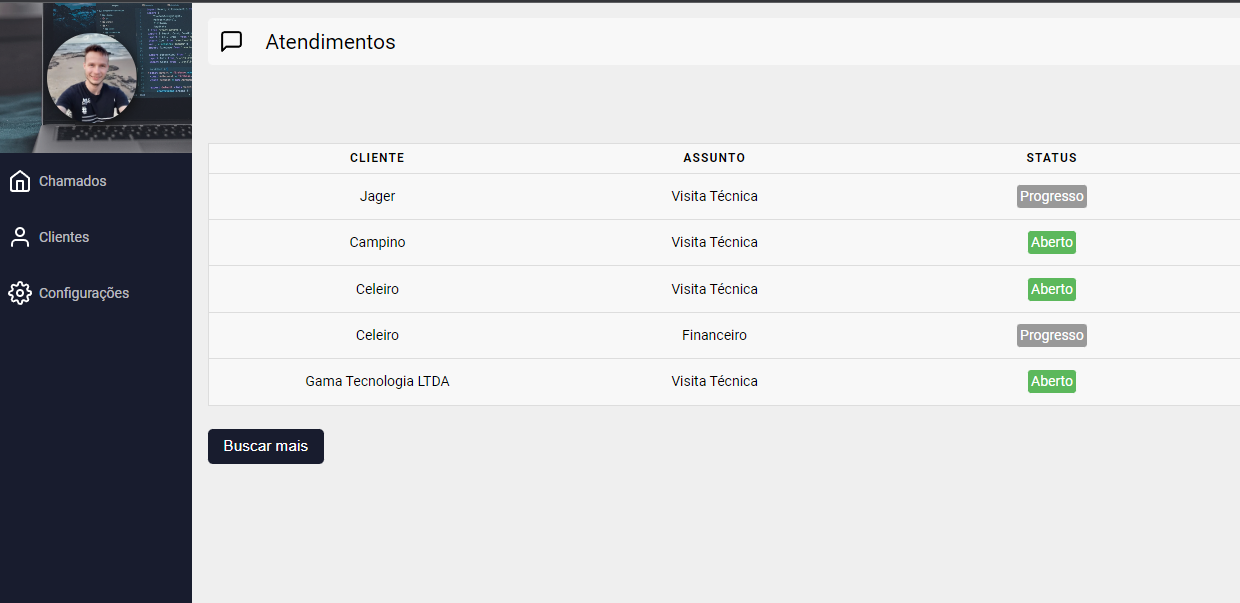 Atendimentos
Chamados
Clientes
Configurações
CLIENTE ASSUNTO STATUS
Jager Visita Técnica Progresso
Campino Visita Técnica Aberto
Celeiro Visita Técnica Aberto
Celeiro Financeiro Progresso
Gama Tecnologia LTDA Visita Técnica Aberto
Buscar mais